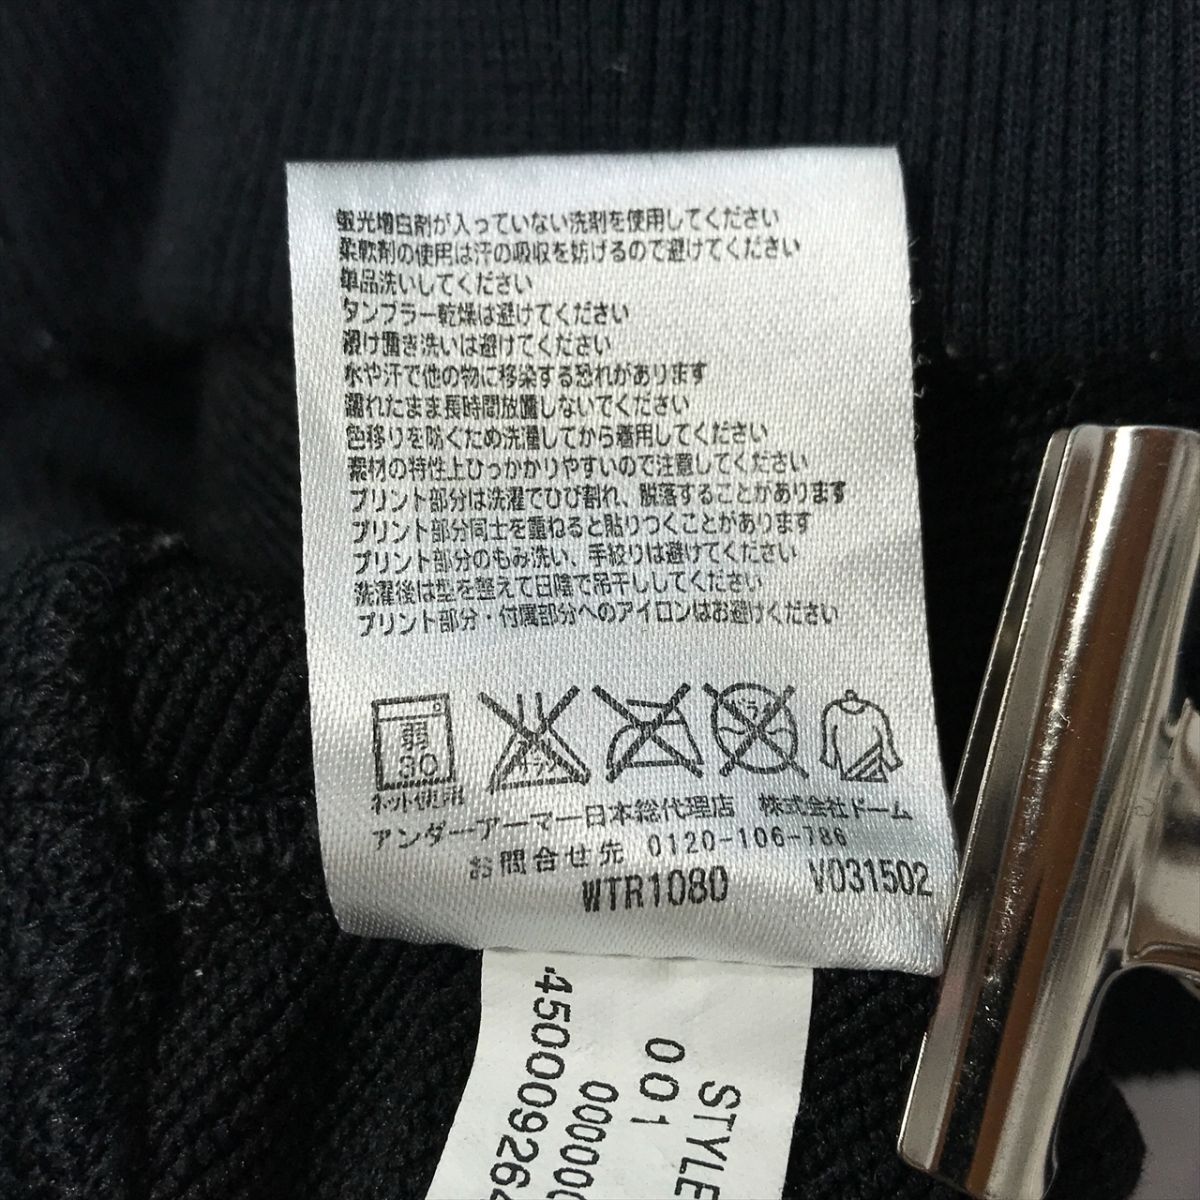 蛍光増白剤が入っていない洗剤を使用してください
柔軟剤の使用は汗の吸収を妨げるので避けてください
単品洗いしてください
タンブラー乾燥は避けてください
浸け置き洗いは避けてください
水や汗で他の物に移染する恐れがあります
濡れたまま長時間放置しないでください
色移りを防ぐため洗濯してから着用してください
素材の特性上ひっかかりやすいので注意してください
プリント部分は洗濯でひび割れ、脱落することがあります
プリント部分同士を重ねると貼りつくことがあります
プリント部分のもみ洗い、手絞りは避けてください
洗濯後は型を整えて日陰で吊干ししてください
プリント部分・付属部分へのアイロンはお避けください
弱
30
ネット使用
アンダーアーマー日本総代理店 株式会社ドーム
お問合せ先 0120-106-786
WTR1080 V031502
STYLE
001
000000
45000926